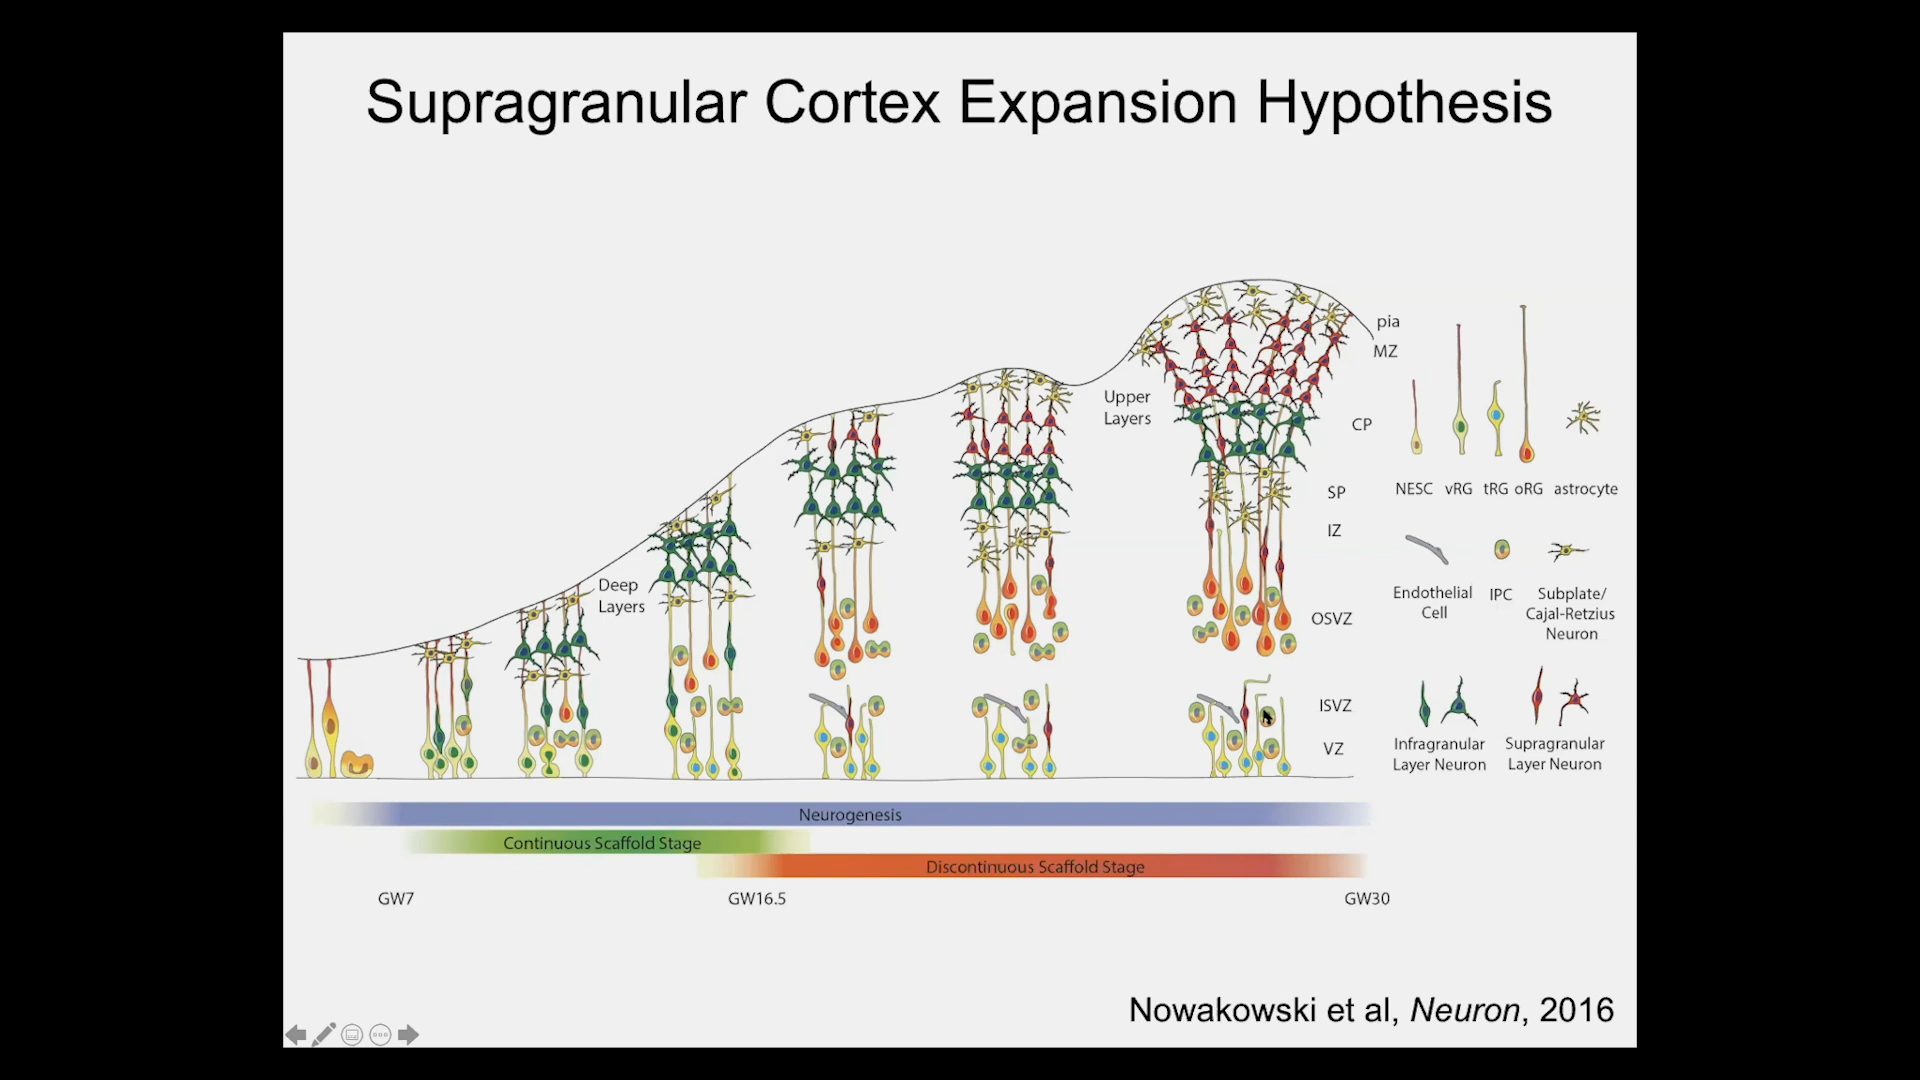 Supragranular Cortex Expansion Hypothesis
pia
MZ
Upper
Layers
CP
SP
IZ
Deep
Layers
OSVZ
ISVZ
VZ
NESC vRG tRG oRG astrocyte
Endothelial
Cell
IPC
Subplate/
Cajal-Retzius
Neuron
Infragranular
Layer Neuron
Supragranular
Layer Neuron
Neurogenesis
Continuous Scaffold Stage
Discontinuous Scaffold Stage
GW7 GW16.5 GW30
Nowakowski et al, Neuron, 2016